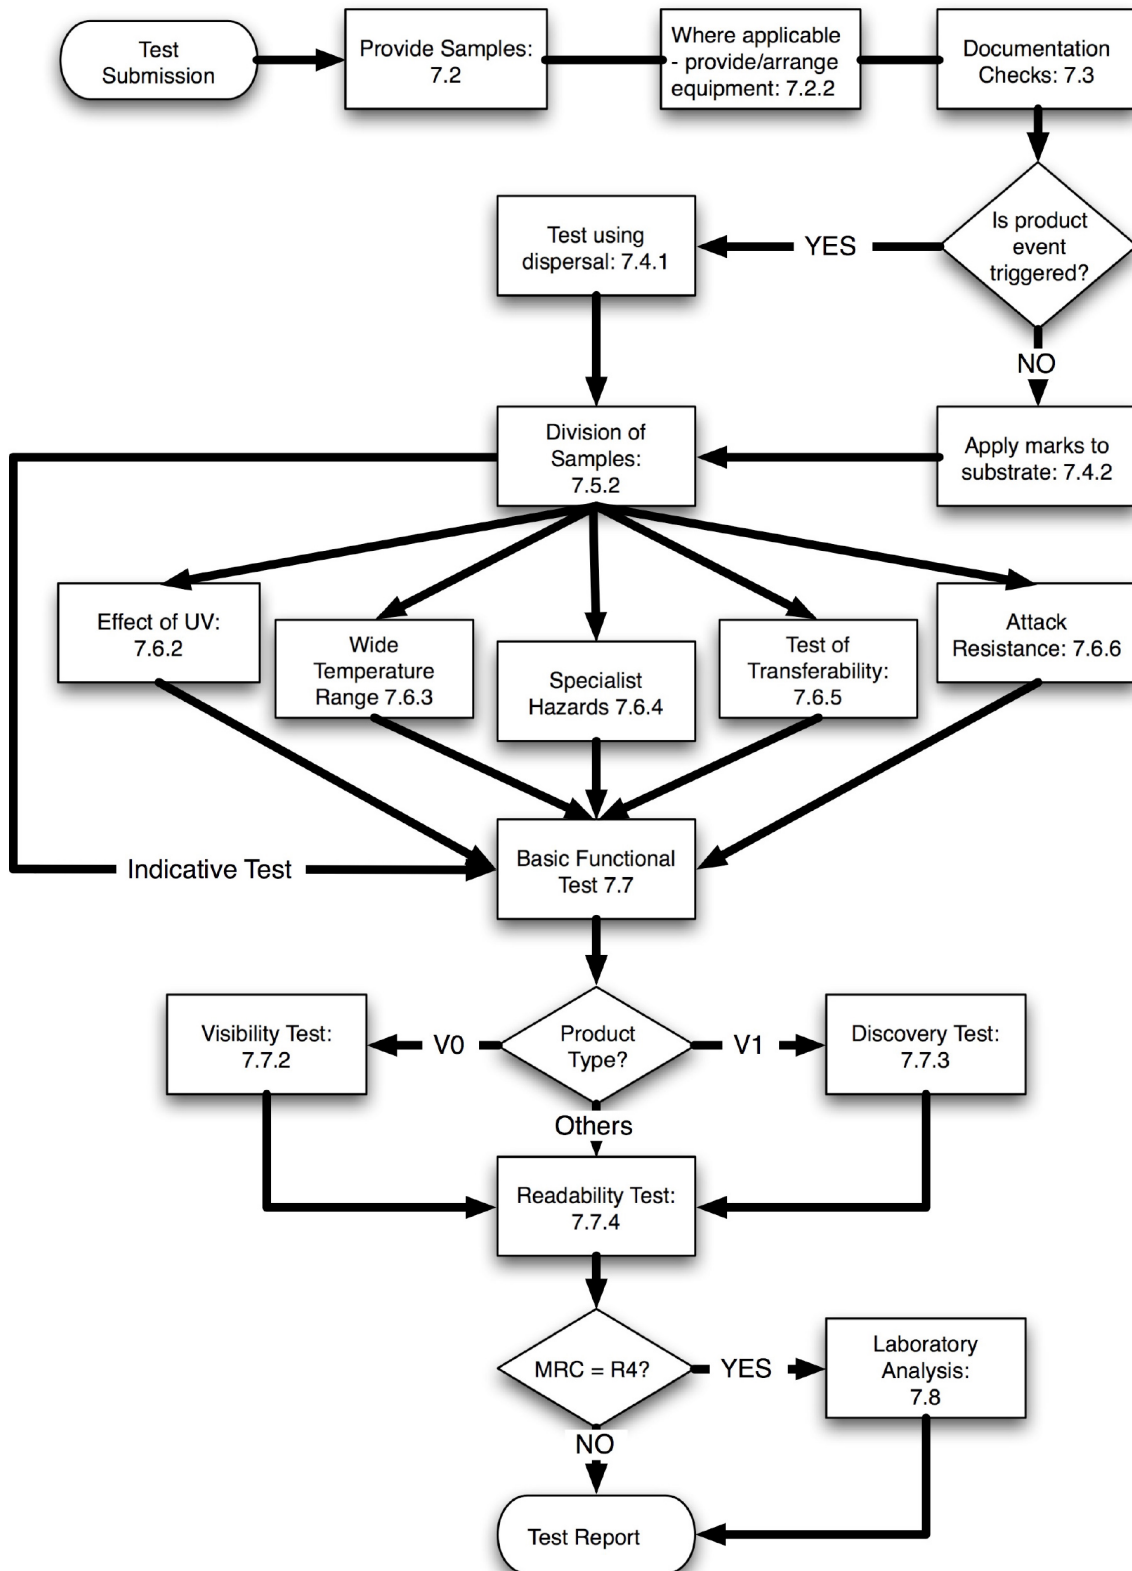 Test
Submission
Provide Samples:
7.2
Where applicable
- provide/arrange
equipment: 7.2.2
Documentation
Checks: 7.3
Is product
event
triggered?
YES
Test using
dispersal: 7.4.1
NO
Division of
Samples:
7.5.2
Apply marks to
substrate: 7.4.2
Effect of UV:
7.6.2
Wide
Temperature
Range 7.6.3
Specialist
Hazards 7.6.4
Test of
Transferability:
7.6.5
Attack
Resistance: 7.6.6
Indicative Test
Basic Functional
Test 7.7
Visibility Test:
7.7.2
V0
Product
Type?
V1
Discovery Test:
7.7.3
Others
Readability Test:
7.7.4
MRC = R4?
YES
Laboratory
Analysis:
7.8
NO
Test Report